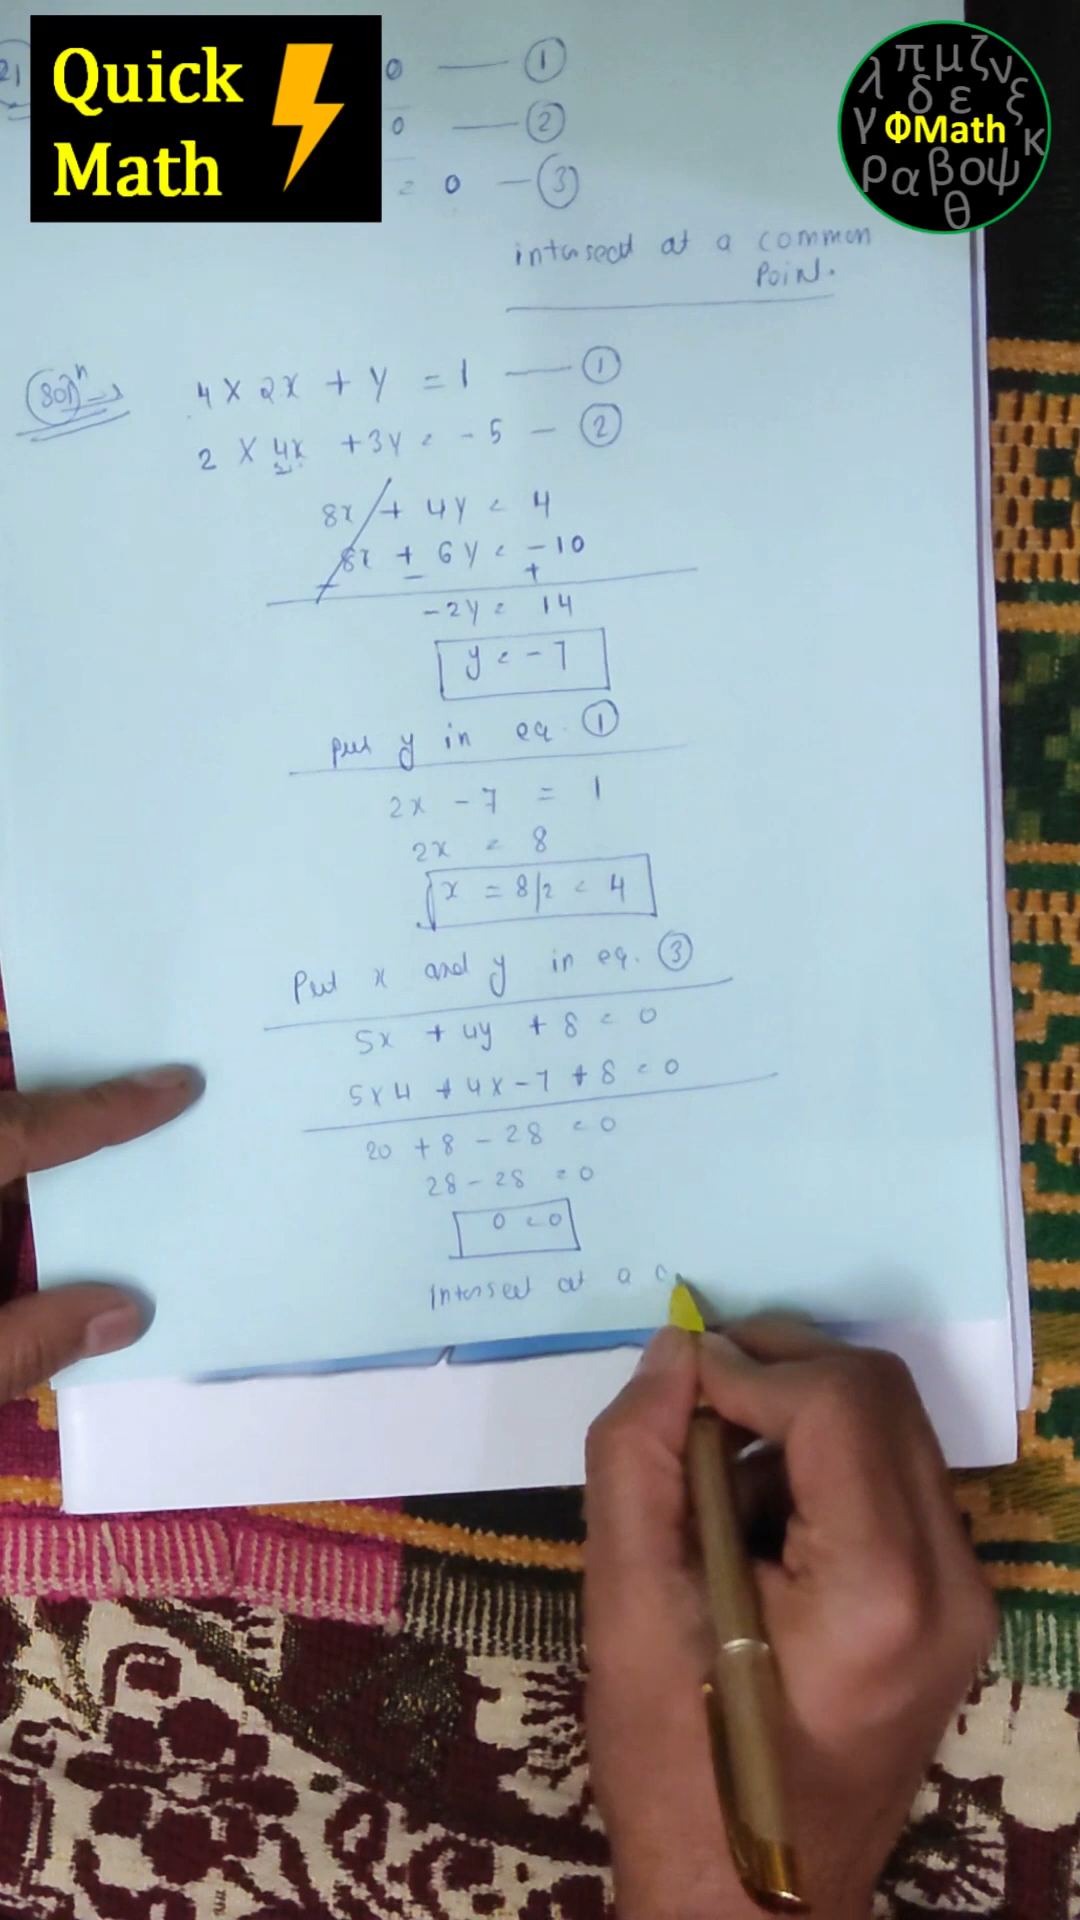 Quick
Math
π μ ζ ν
λ δ ε ξ
γ ΦMath κ
ρ α β ο ψ
θ
21
0 — ①
0 — ②
= 0 — ③
intersect at a common
Point.
Solⁿ →
4 × 2x + y = 1 — ①
2 × 4x + 3y = -5 — ②
8x + 4y = 4
8x + 6y = -10
- - +
-2y = 14
y = -7
put y in eq. ①
2x - 7 = 1
2x = 8
x = 8/2 = 4
Put x and y in eq. ③
5x + 4y + 8 = 0
5x4 + 4x-7 + 8 = 0
20 + 8 - 28 = 0
28 - 28 = 0
0 = 0
Intersect at a c